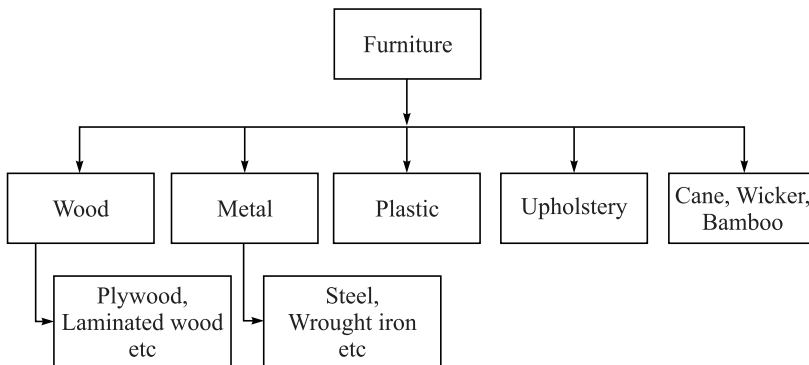 Furniture
Wood
Metal
Plastic
Upholstery
Cane, Wicker,
Bamboo
Plywood,
Laminated wood
etc
Steel,
Wrought iron
etc